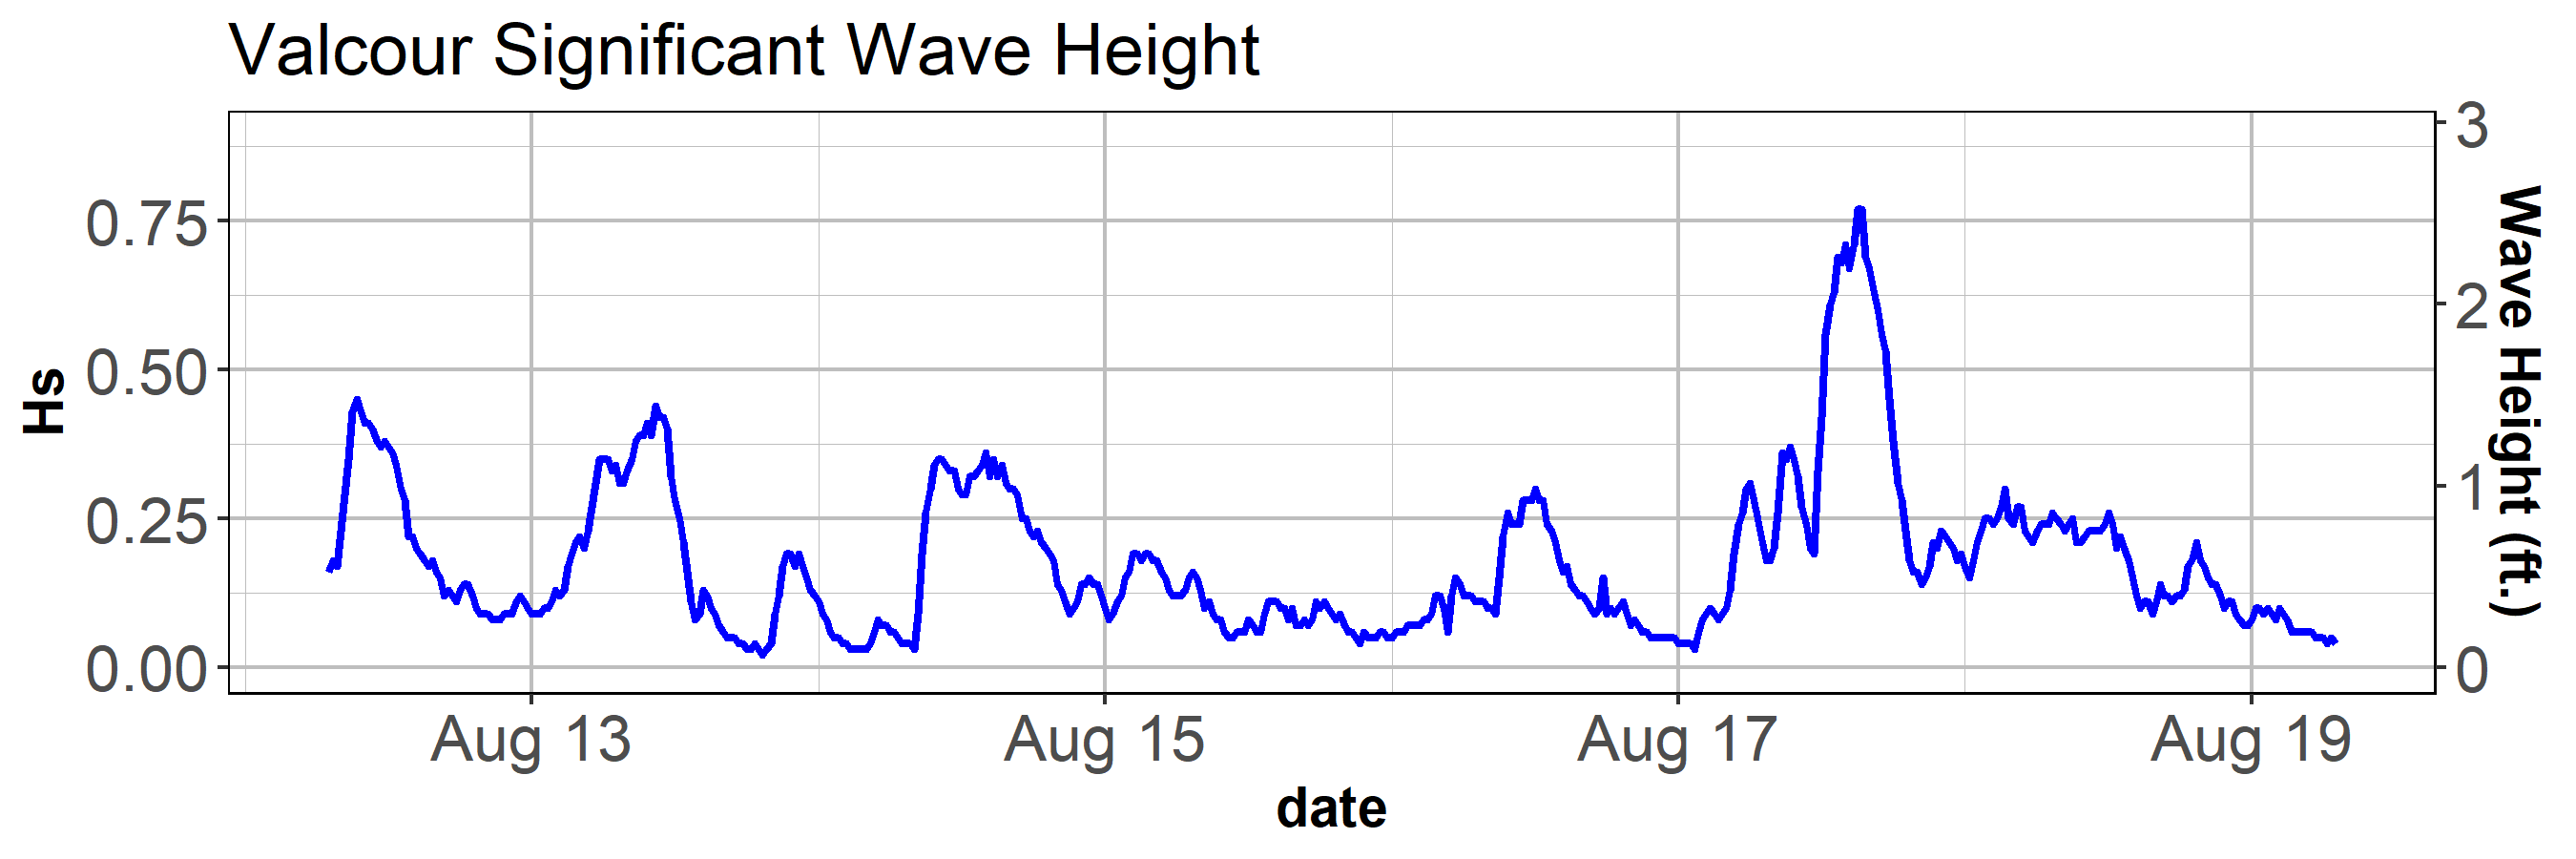 Valcour Significant Wave Height
Hs
0.75
0.50
0.25
0.00
3
2
1
0
Wave Height (ft.)
Aug 13
Aug 15
Aug 17
Aug 19
date